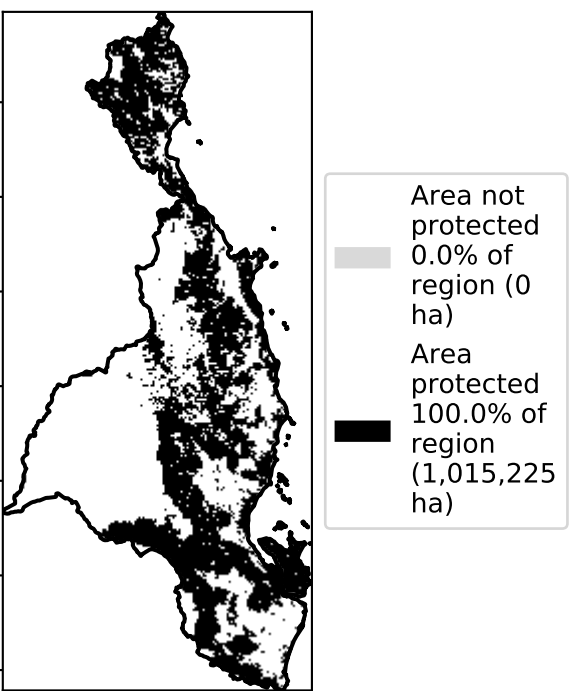 Area not
protected
0.0% of
region (0
ha)
Area
protected
100.0% of
region
(1,015,225
ha)